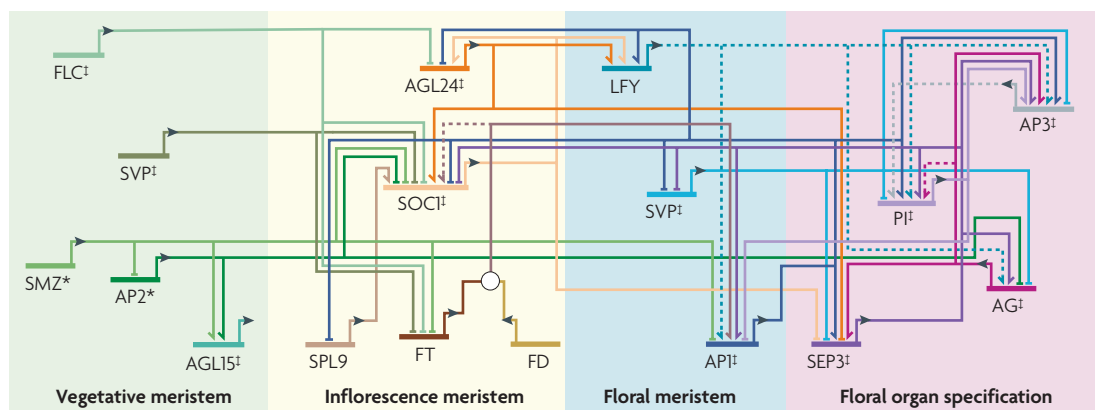 FLC‡
AGL24‡
LFY
AP3‡
SVP‡
SOC1‡
SVP‡
PI‡
SMZ*
AP2*
AG‡
AGL15‡
SPL9
FT
FD
AP1‡
SEP3‡
Vegetative meristem
Inflorescence meristem
Floral meristem
Floral organ specification